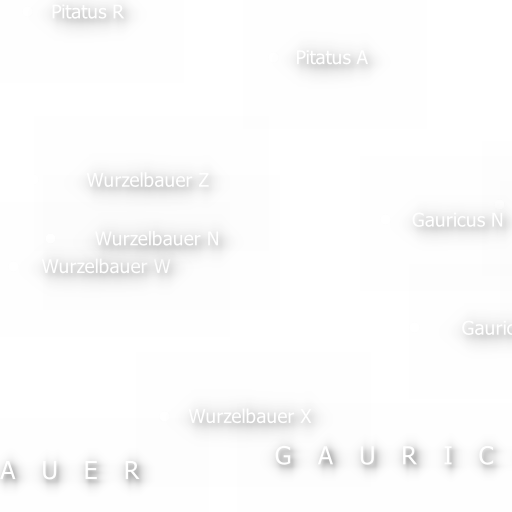 Pitatus R
Pitatus A
Wurzelbauer Z
Gauricus N
Wurzelbauer N
Wurzelbauer W
Gauric
Wurzelbauer X
G A U R I C
A U E R